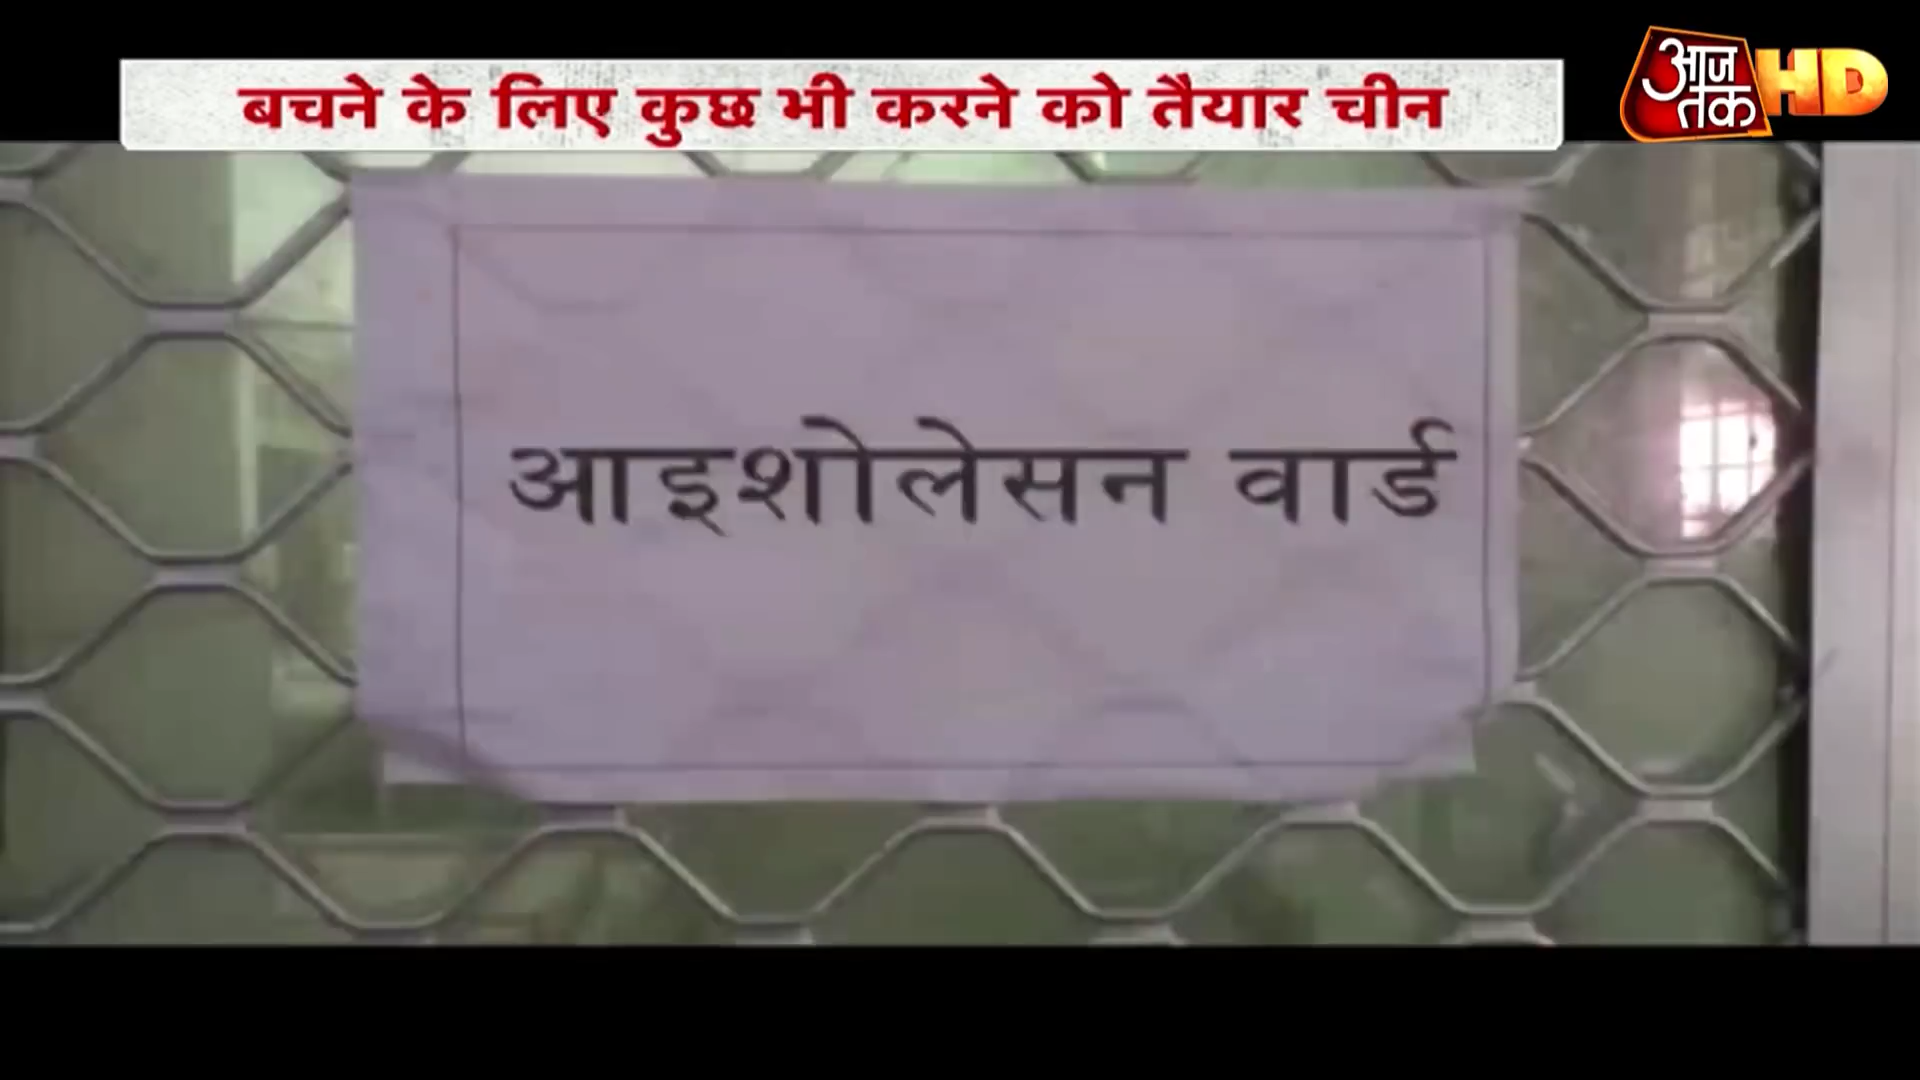 बचने के लिए कुछ भी करने को तैयार चीन
आज तक HD
आइशोलेसन वार्ड